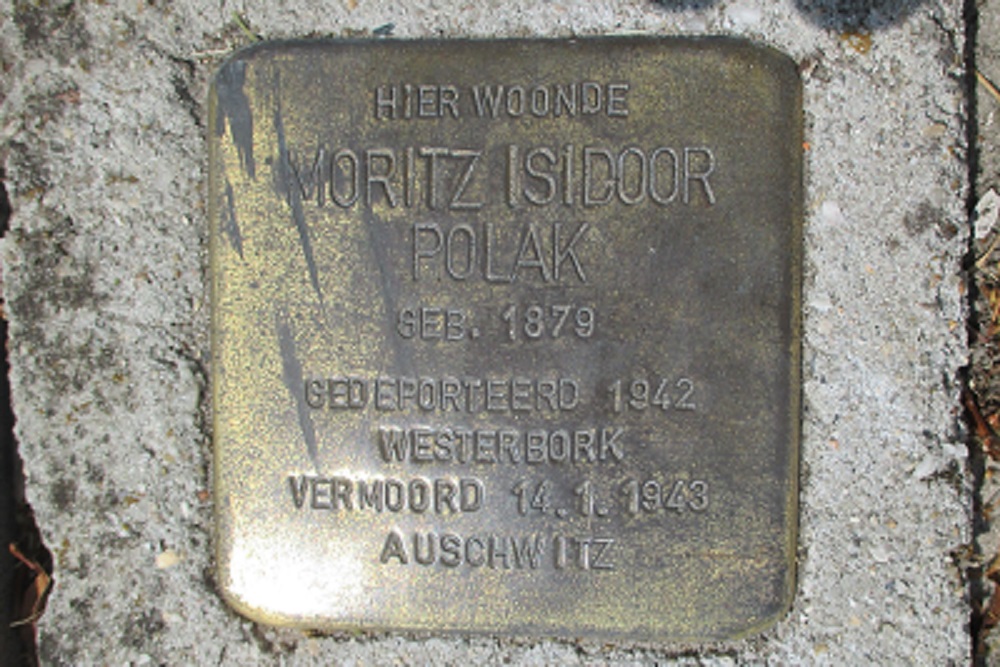 HIER WOONDE
MORITZ ISIDOOR
POLAK
GEB. 1879
GEDEPORTEERD 1942
WESTERBORK
VERMOORD 14.1.1943
AUSCHWITZ